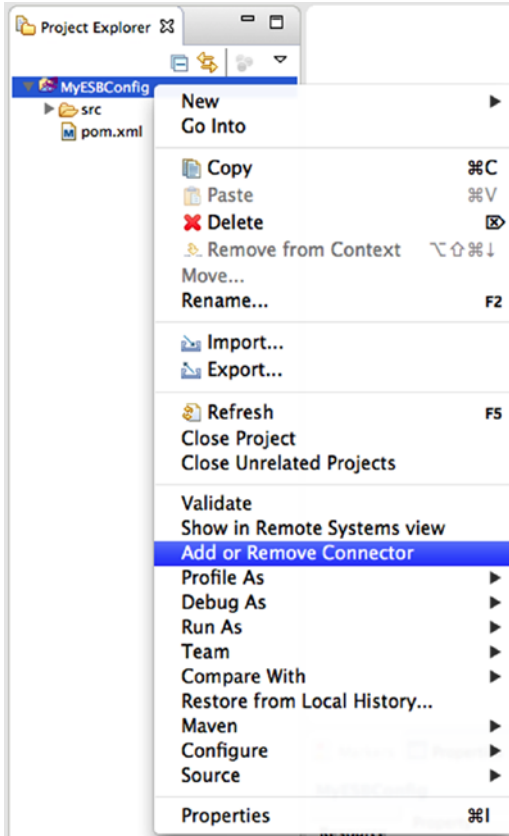 Project Explorer
MyESBConfig
src
pom.xml
New
Go Into
Copy ⌘C
Paste ⌘V
Delete ⌦
Remove from Context ⌥⇧⌘↓
Move...
Rename... F2
Import...
Export...
Refresh F5
Close Project
Close Unrelated Projects
Validate
Show in Remote Systems view
Add or Remove Connector
Profile As
Debug As
Run As
Team
Compare With
Restore from Local History...
Maven
Configure
Source
Properties ⌘I